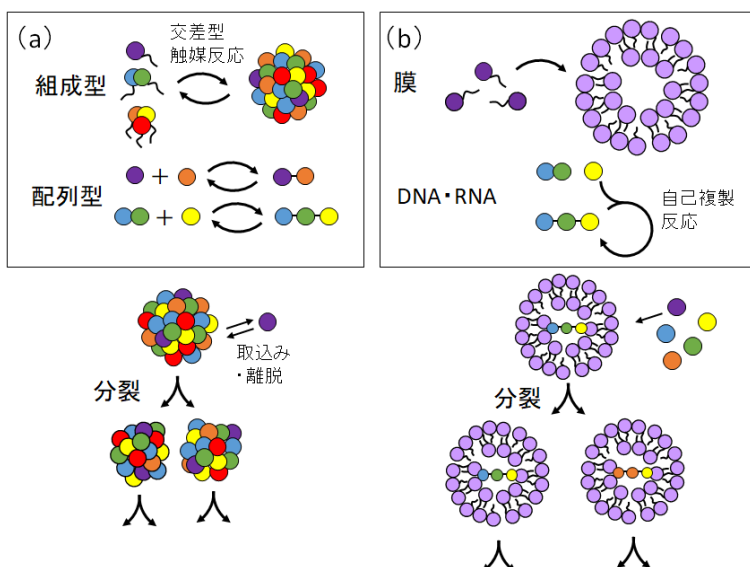 (a)
交差型
触媒反応
組成型
+
配列型
+
取込み
・離脱
分裂
(b)
膜
DNA・RNA
自己複製
反応
分裂